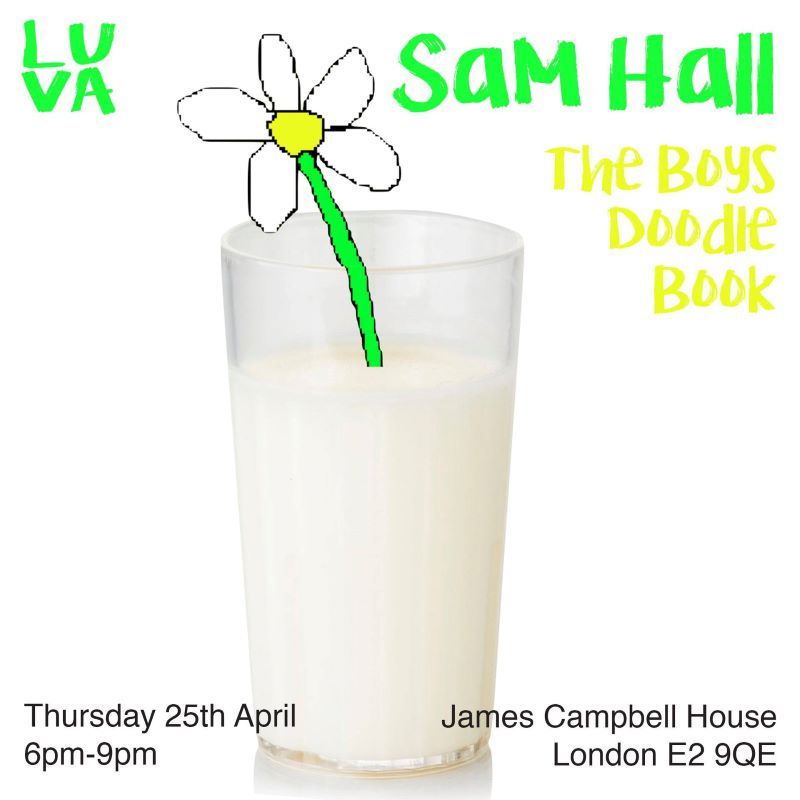 LU
VA
Sam Hall
The Boys
Doodle
Book
Thursday 25th April
6pm-9pm
James Campbell House
London E2 9QE